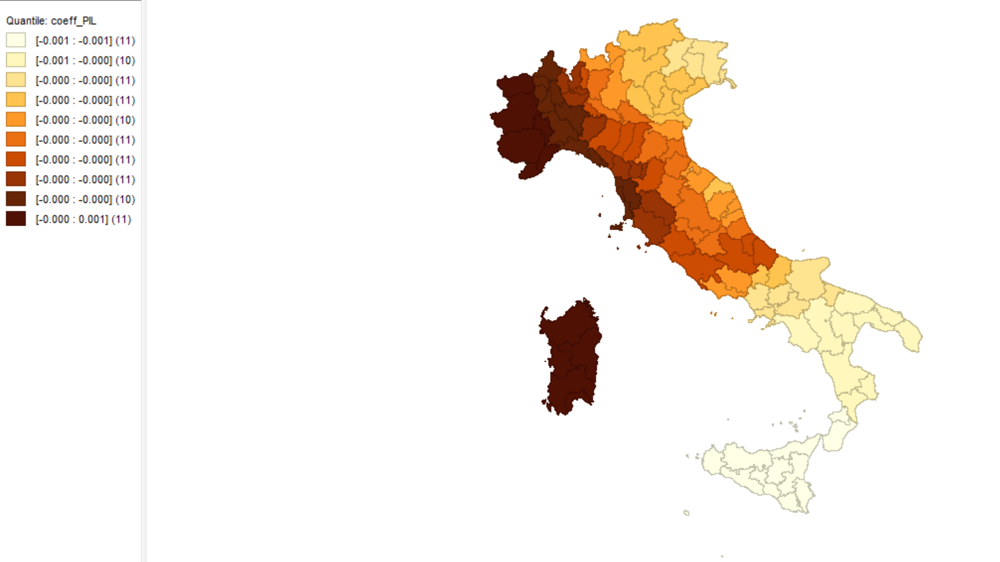 Quantile: coeff_PIL
[-0.001 : -0.001] (11)
[-0.001 : -0.000] (10)
[-0.000 : -0.000] (11)
[-0.000 : -0.000] (11)
[-0.000 : -0.000] (10)
[-0.000 : -0.000] (11)
[-0.000 : -0.000] (11)
[-0.000 : -0.000] (11)
[-0.000 : -0.000] (10)
[-0.000 : 0.001] (11)